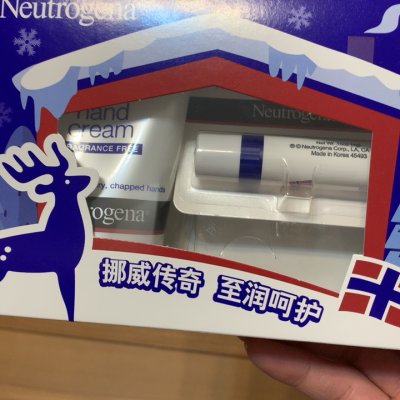 Neutrogena
hand
cream
FRAGRANCE FREE
dry, chapped hands
Neutrogena
Neutrogena
© Neutrogena Corp., LA, CA
Made in Korea 45493
挪威传奇 至润呵护